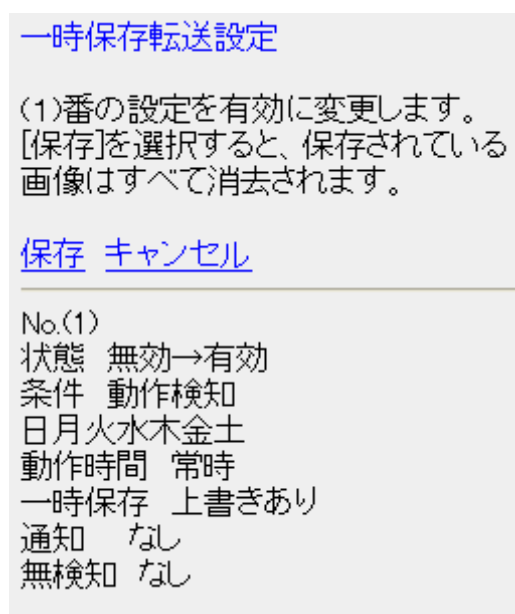 一時保存転送設定
(1)番の設定を有効に変更します。
[保存]を選択すると、保存されている
画像はすべて消去されます。
保存 キャンセル
No.(1)
状態 無効→有効
条件 動作検知
日月火水木金土
動作時間 常時
一時保存 上書きあり
通知 なし
無検知 なし